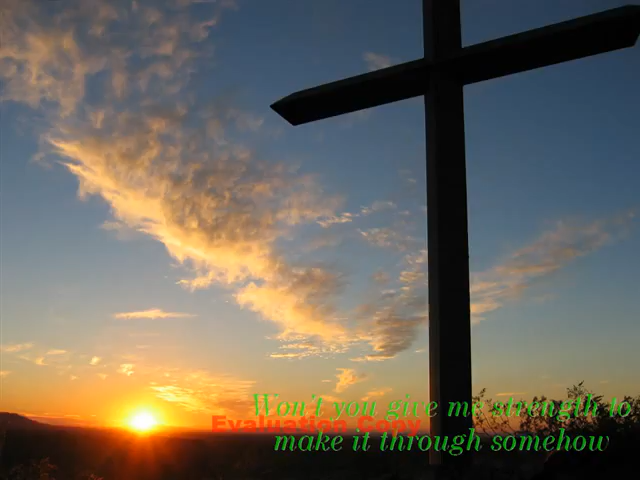 Won't you give me strength to
Evaluation Copy
make it through somehow